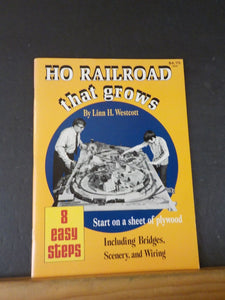 HO RAILROAD
that grows
By Linn H. Westcott
8
easy
steps
Start on a sheet of plywood
Including Bridges,
Scenery, and Wiring